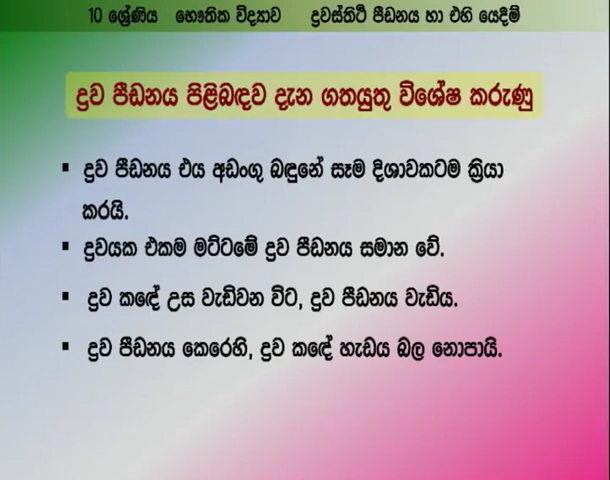 10 ශ්‍රේණිය භෞතික විද්‍යාව ද්‍රවස්තිථි පීඩනය හා එහි යෙදීම්
ද්‍රව පීඩනය පිළිබඳව දැන ගතයුතු විශේෂ කරුණු
▪ ද්‍රව පීඩනය එය අඩංගු බඳුනේ සෑම දිශාවකටම ක්‍රියා
කරයි.
▪ ද්‍රවයක එකම මට්ටමේ ද්‍රව පීඩනය සමාන වේ.
▪ ද්‍රව කඳේ උස වැඩිවන විට, ද්‍රව පීඩනය වැඩිය.
▪ ද්‍රව පීඩනය කෙරෙහි, ද්‍රව කඳේ හැඩය බල නොපායි.